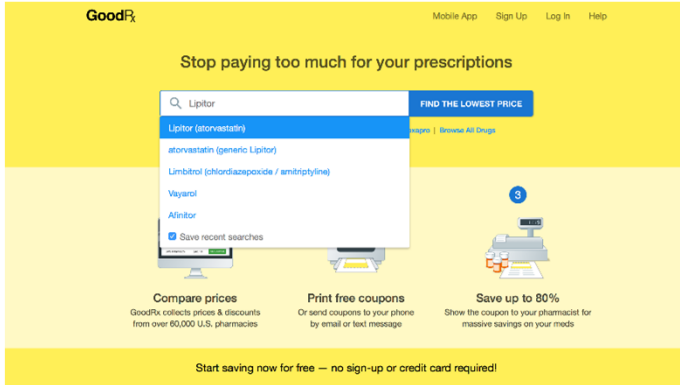 GoodRx
Mobile App Sign Up Log In Help
Stop paying too much for your prescriptions
Lipitor
FIND THE LOWEST PRICE
Lipitor (atorvastatin)
Browse All Drugs
atorvastatin (generic Lipitor)
Limbitrol (chlordiazepoxide / amitriptyline)
Vayarol
Afinitor
Save recent searches
3
Compare prices
GoodRx collects prices & discounts
from over 60,000 U.S. pharmacies
Print free coupons
Or send coupons to your phone
by email or text message
Save up to 80%
Show the coupon to your pharmacist for
massive savings on your meds
Start saving now for free — no sign-up or credit card required!